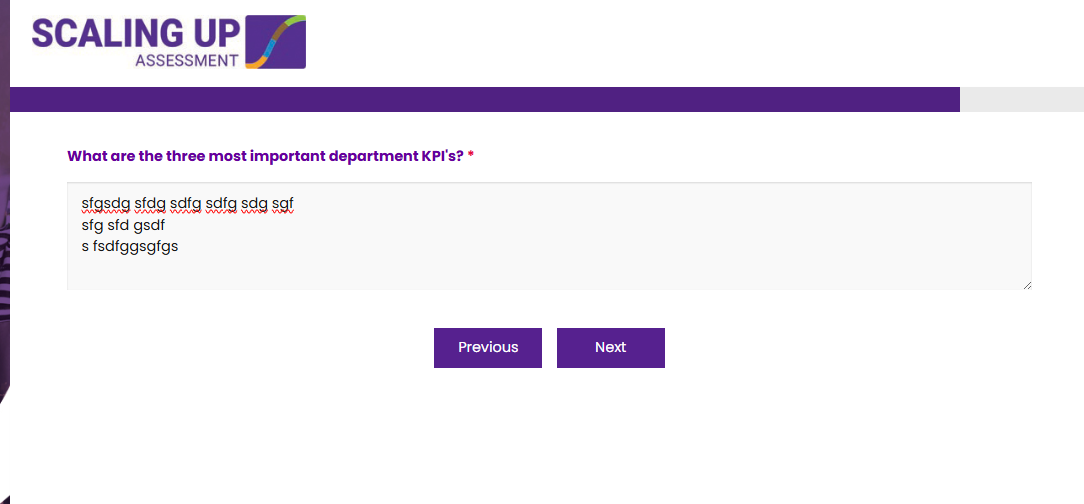 SCALING UP
ASSESSMENT
What are the three most important department KPI's? *
sfgsdg sfdg sdfg sdfg sdg sgf
sfg sfd gsdf
s fsdfggsgfgs
Previous Next